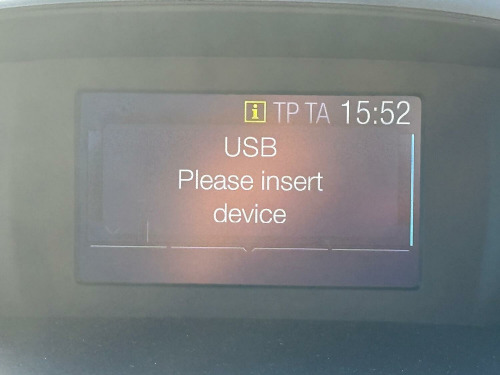 i TP TA 15:52
USB
Please insert
device